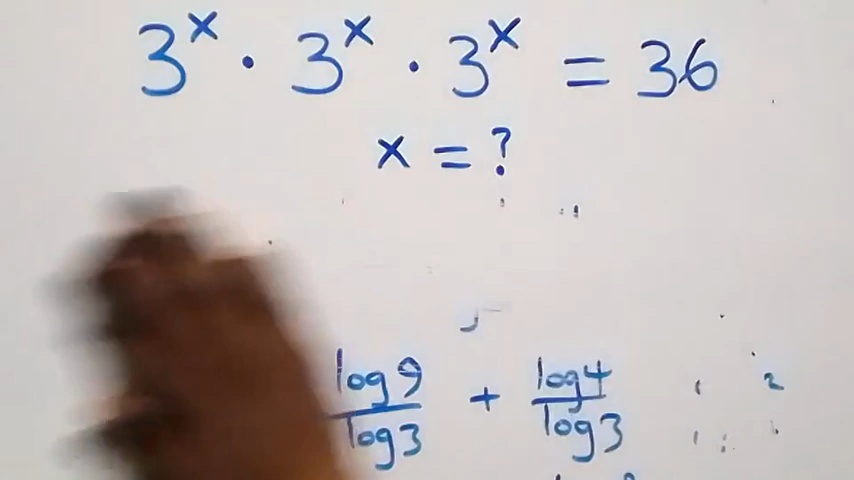 3^x · 3^x · 3^x = 36
x = ?
log9/log3 + log4/log3